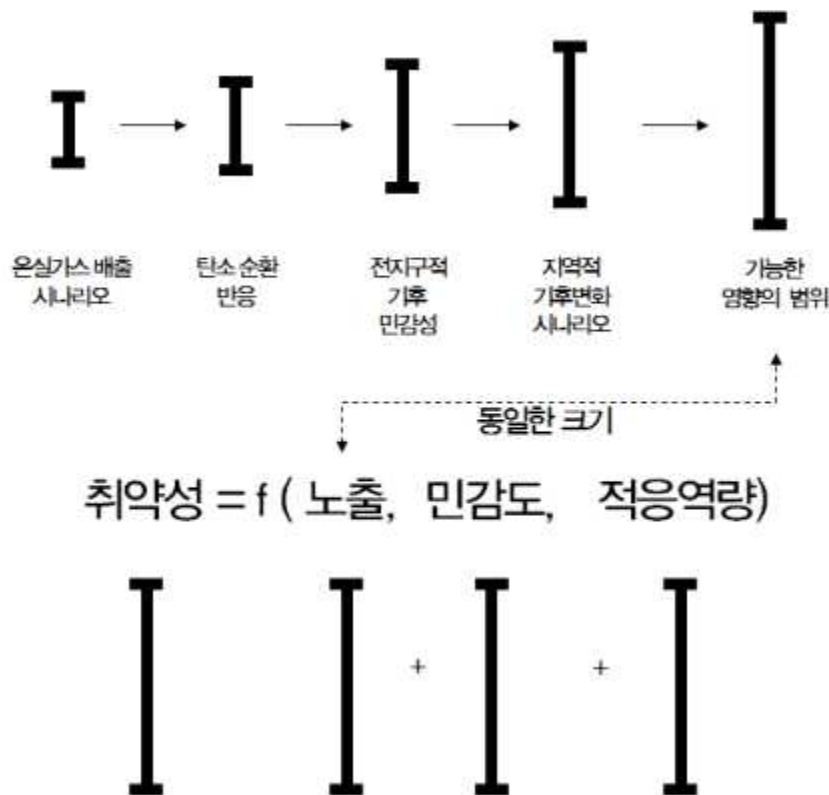 온실가스 배출
시나리오
탄소 순환
반응
전지구적
기후
민감성
지역적
기후변화
시나리오
가능한
영향의 범위
동일한 크기
취약성 = f ( 노출, 민감도, 적응역량)
+ +